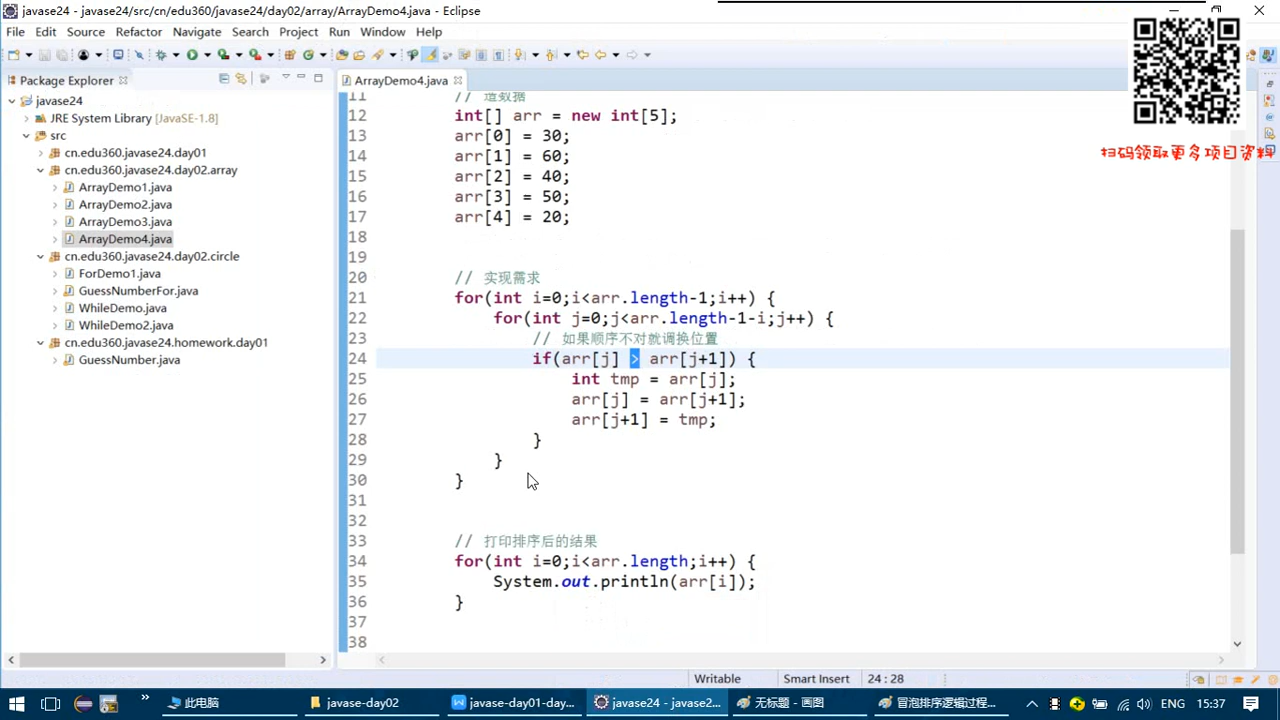 javase24 - javase24/src/cn/edu360/javase24/day02/array/ArrayDemo4.java - Eclipse
File Edit Source Refactor Navigate Search Project Run Window Help
Package Explorer
javase24
JRE System Library [JavaSE-1.8]
src
cn.edu360.javase24.day01
cn.edu360.javase24.day02.array
ArrayDemo1.java
ArrayDemo2.java
ArrayDemo3.java
ArrayDemo4.java
cn.edu360.javase24.day02.circle
ForDemo1.java
GuessNumberFor.java
WhileDemo.java
WhileDemo2.java
cn.edu360.javase24.homework.day01
GuessNumber.java
ArrayDemo4.java
扫码领取更多项目资料
11 // 造数据
12 int[] arr = new int[5];
13 arr[0] = 30;
14 arr[1] = 60;
15 arr[2] = 40;
16 arr[3] = 50;
17 arr[4] = 20;
18
19
20 // 实现需求
21 for(int i=0;i<arr.length-1;i++) {
22 for(int j=0;j<arr.length-1-i;j++) {
23 // 如果顺序不对就调换位置
24 if(arr[j] > arr[j+1]) {
25 int tmp = arr[j];
26 arr[j] = arr[j+1];
27 arr[j+1] = tmp;
28 }
29 }
30 }
31
32
33 // 打印排序后的结果
34 for(int i=0;i<arr.length;i++) {
35 System.out.println(arr[i]);
36 }
37
38
Writable Smart Insert 24 : 28
此电脑 javase-day02 javase-day01-day... javase24 - javase2... 无标题 - 画图 冒泡排序逻辑过程... ENG 15:37